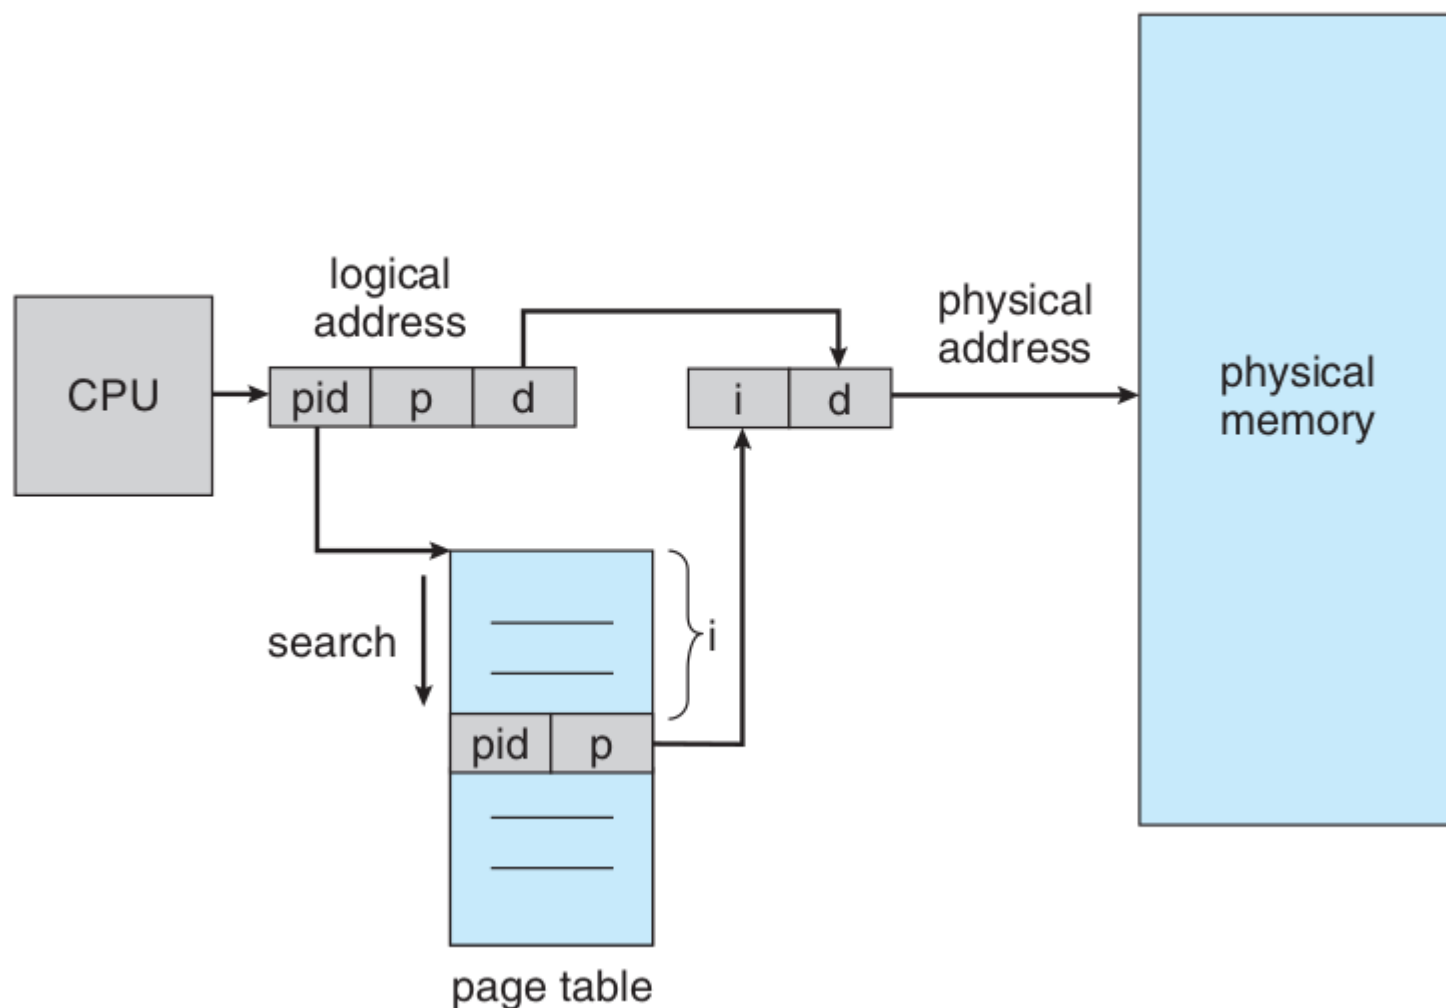 logical
address
physical
address
CPU
pid
p
d
i
d
physical
memory
search
i
pid
p
page table